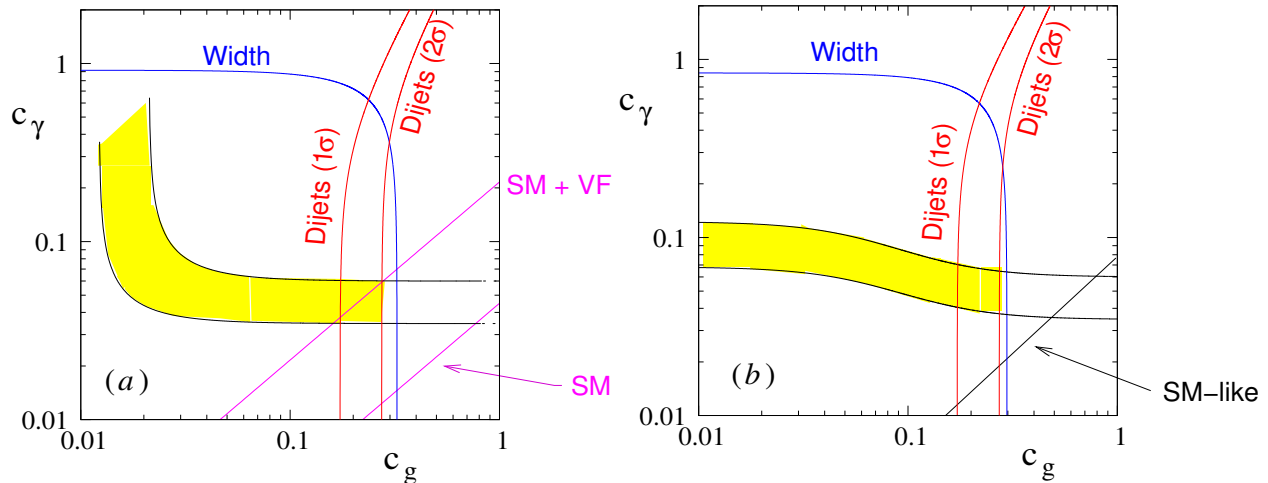 1
c γ
0.1
0.01
0.01
0.1
1
c g
Width
Dijets (1σ)
Dijets (2σ)
SM + VF
SM
(a)
1
c γ
0.1
0.01
0.01
0.1
1
c g
Width
Dijets (1σ)
Dijets (2σ)
SM−like
(b)